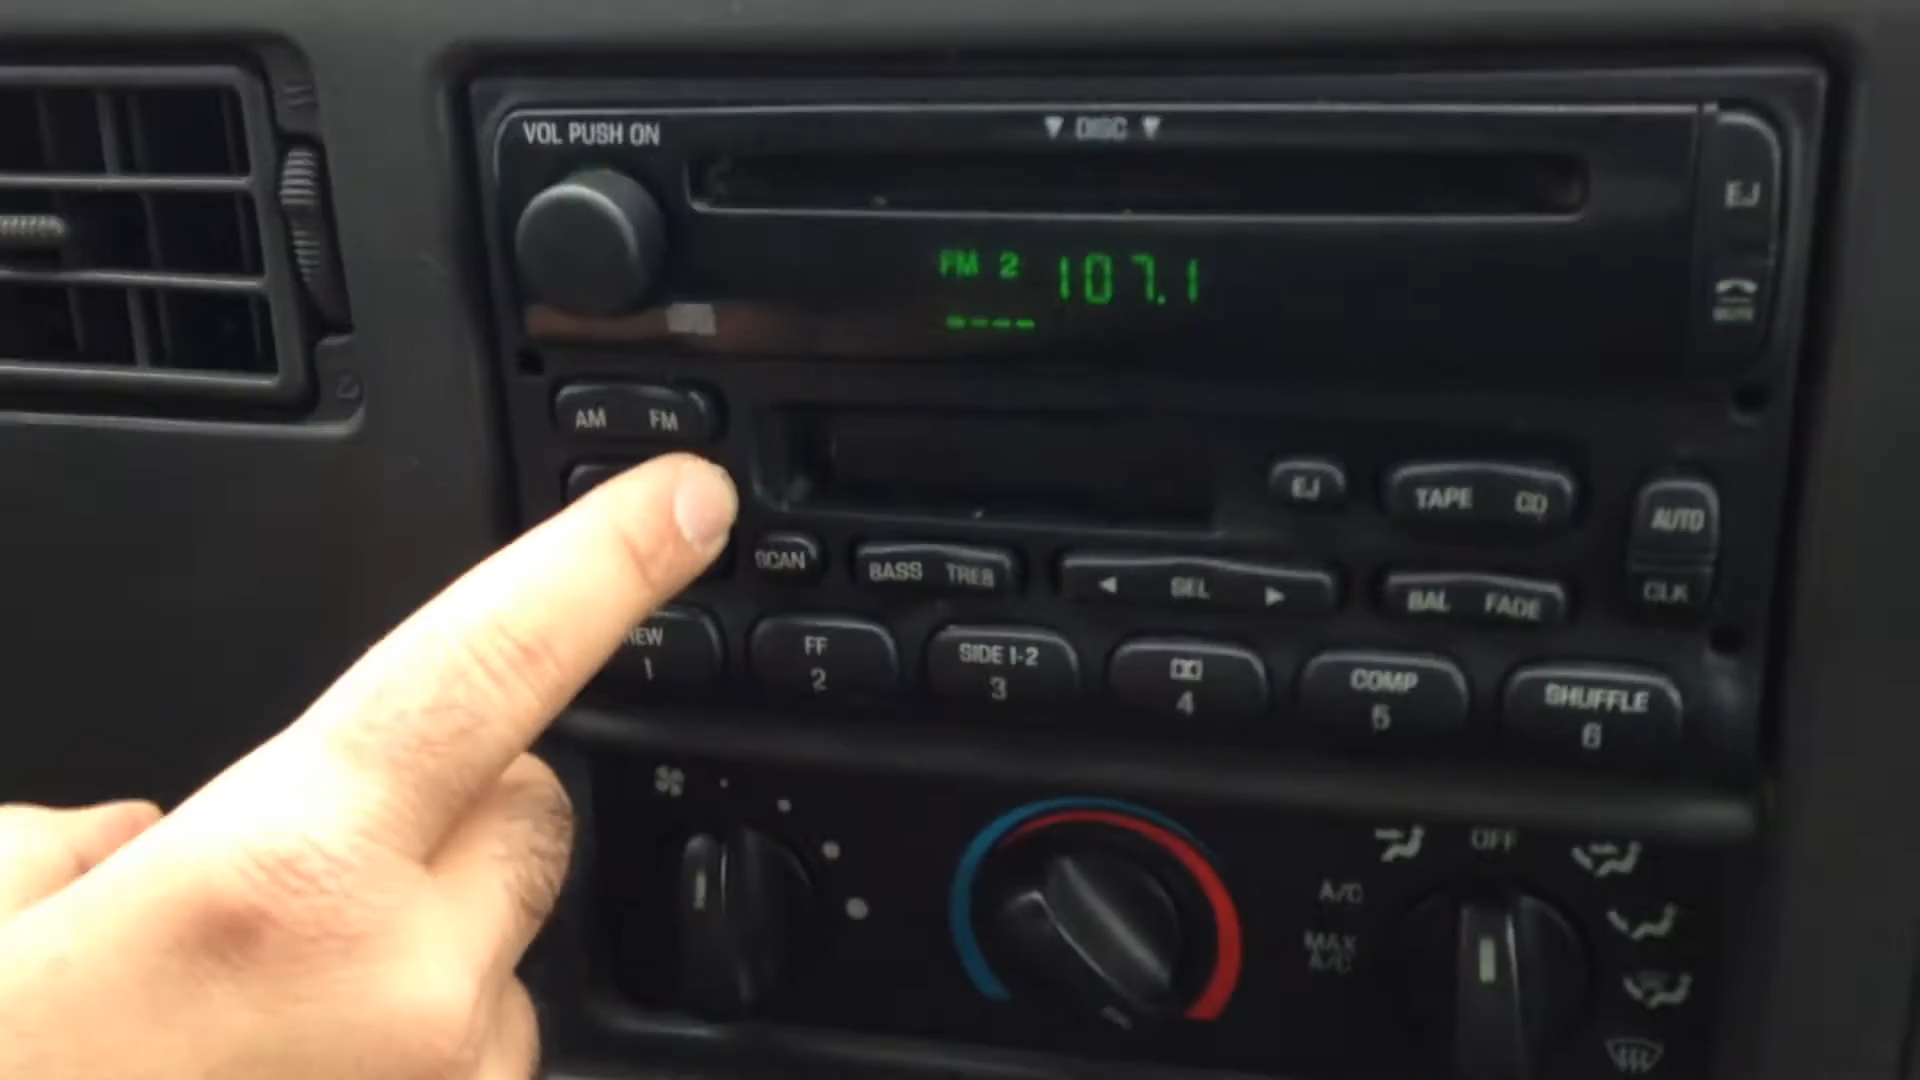 VOL PUSH ON
▼ DISC ▼
EJ
FM 2 107.1
----
MUTE
AM FM
EJ
TAPE CD
AUTO
SCAN
BASS TREB
◀ SEL ▶
BAL FADE
CLK
REW
1
FF
2
SIDE 1-2
3
4
COMP
5
SHUFFLE
6
OFF
A/C
MAX
A/C